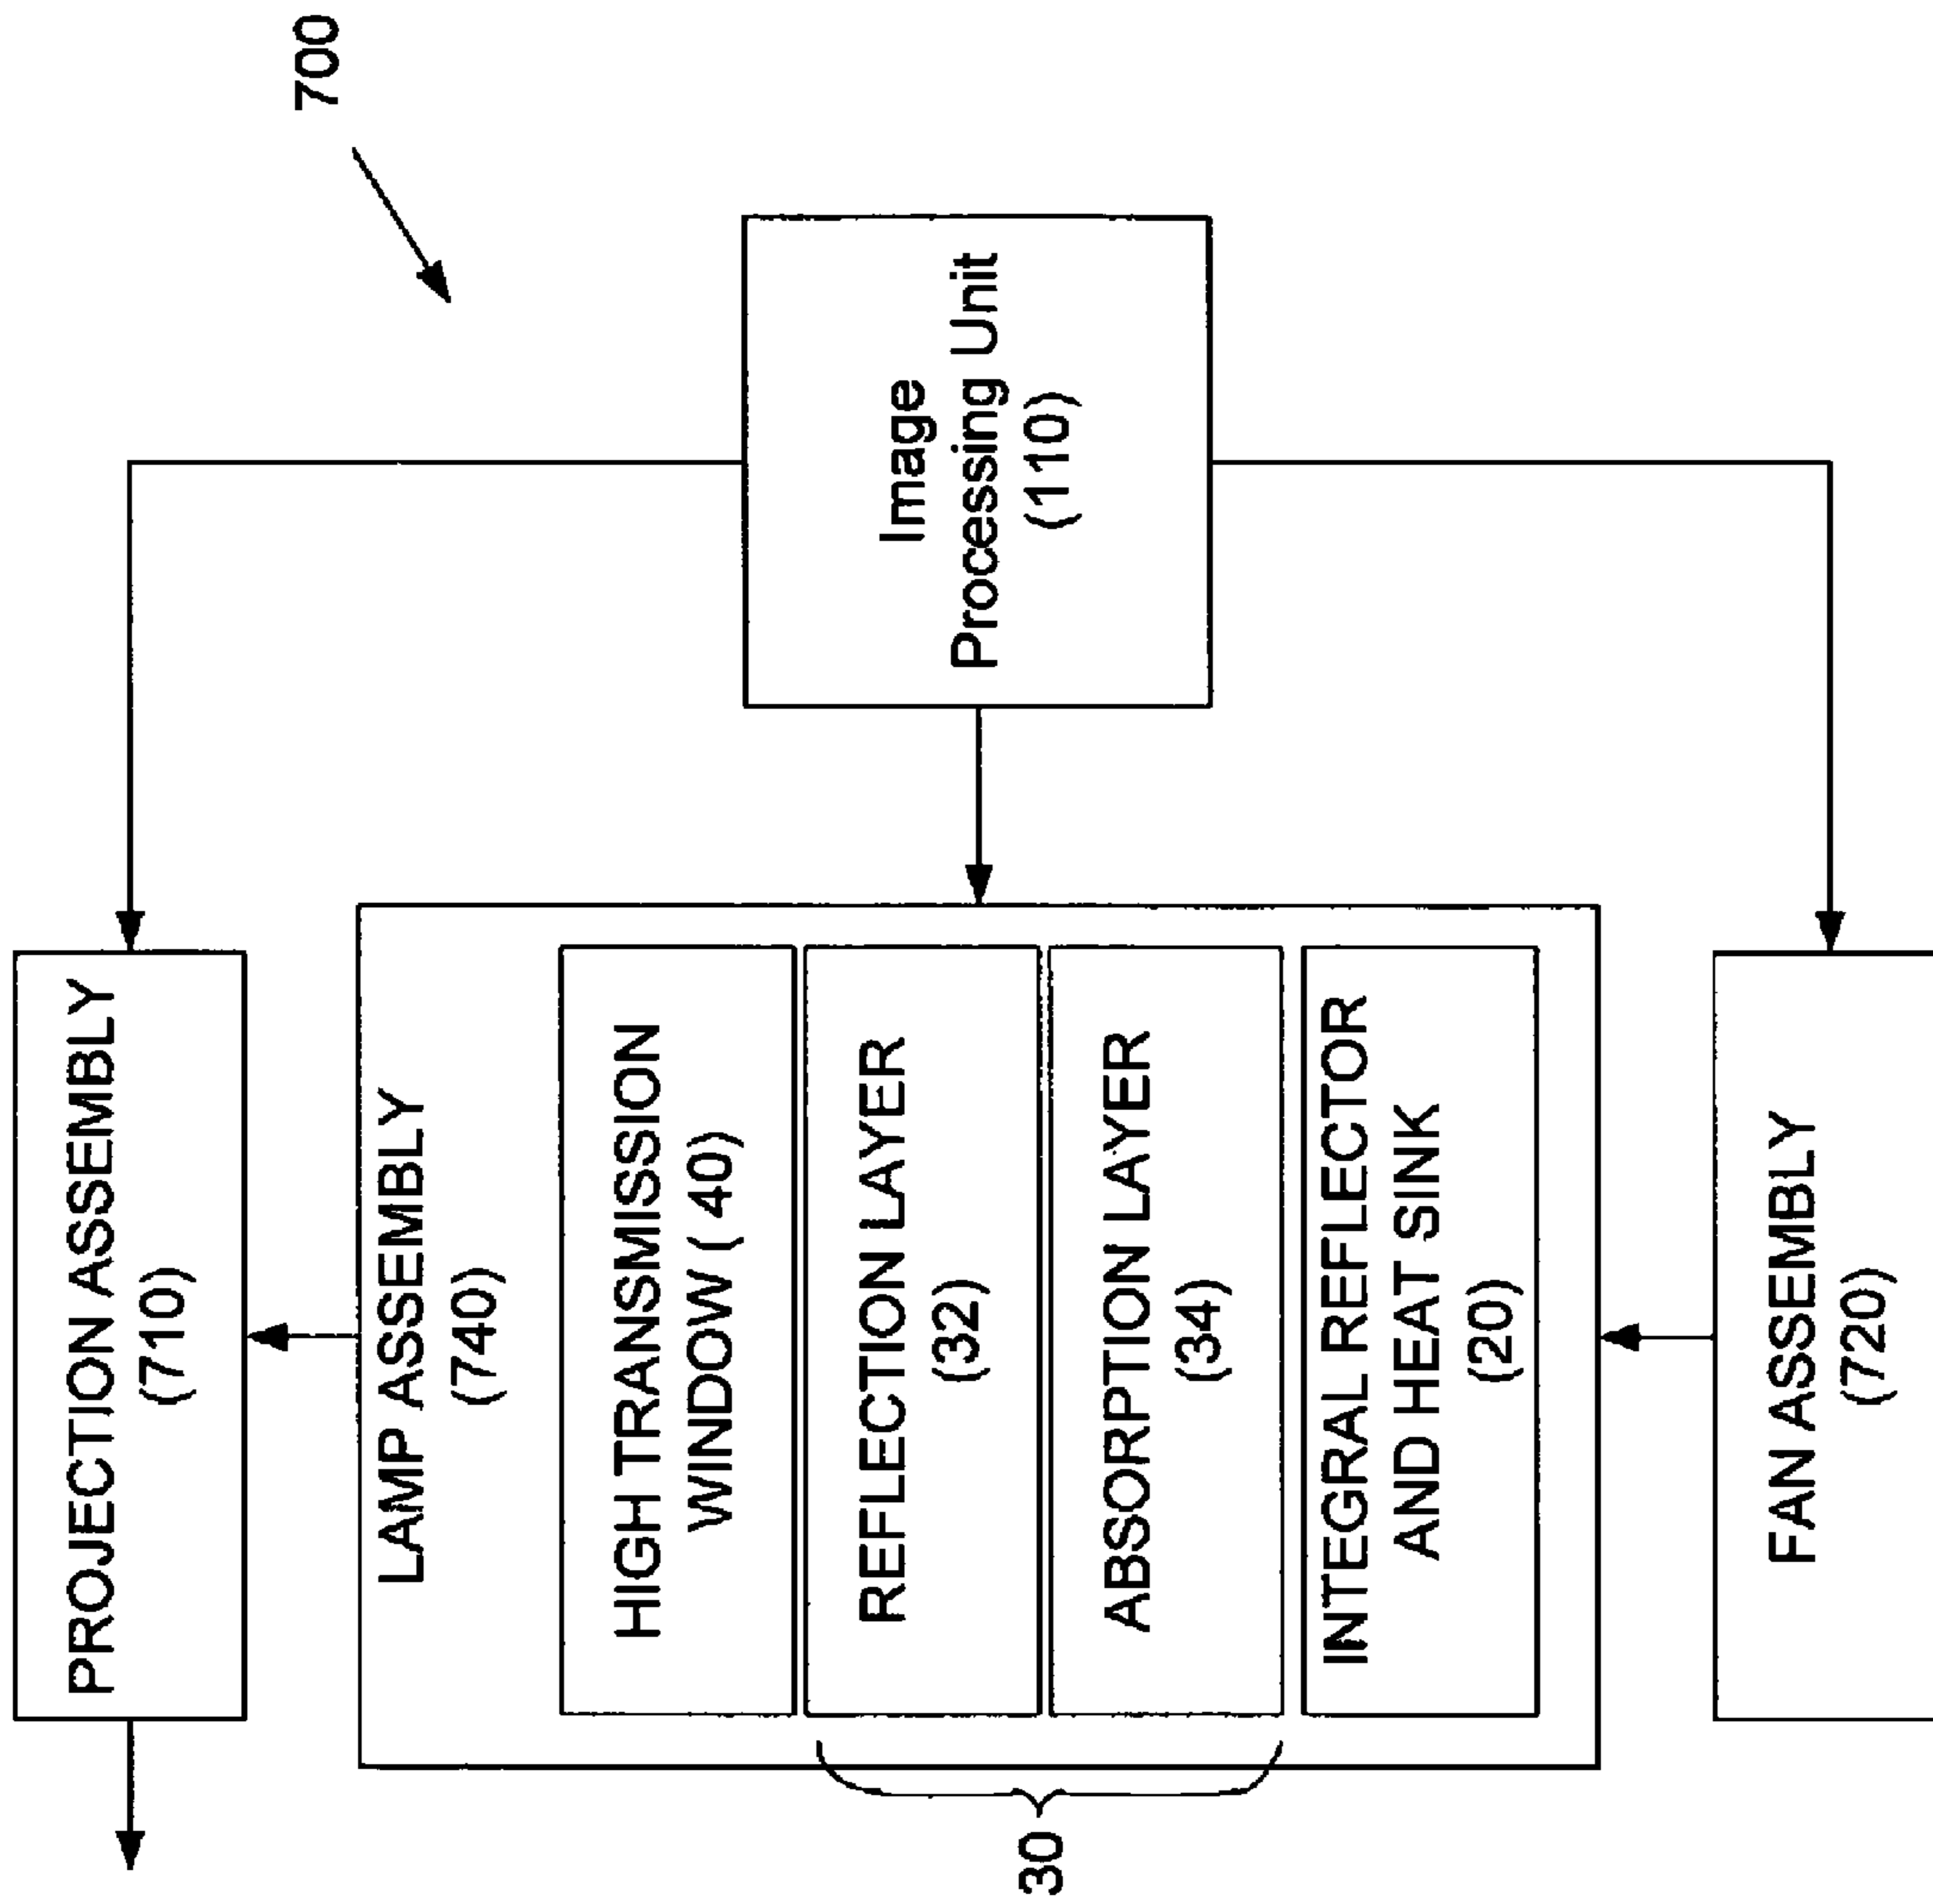 700
Image
Processing Unit
(110)
PROJECTION ASSEMBLY
(710)
LAMP ASSEMBLY
(740)
HIGH TRANSMISSION
WINDOW ( 40)
REFLECTION LAYER
(32)
ABSORPTION LAYER
(34)
INTEGRAL REFLECTOR
AND HEAT SINK
(20)
FAN ASSEMBLY
(720)
30